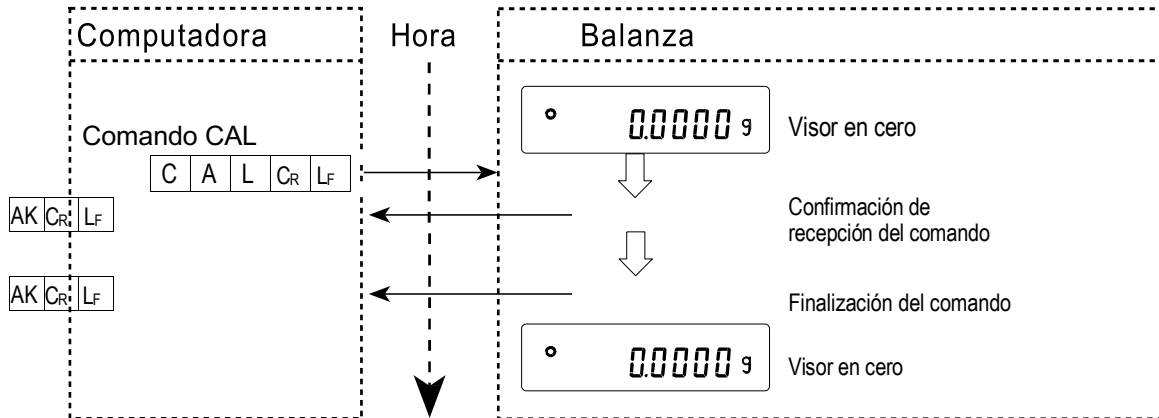 Computadora Hora Balanza
0.0000 g Visor en cero
Comando CAL
C A L CR LF
AK CR LF
Confirmación de
recepción del comando
AK CR LF
Finalización del comando
0.0000 g Visor en cero